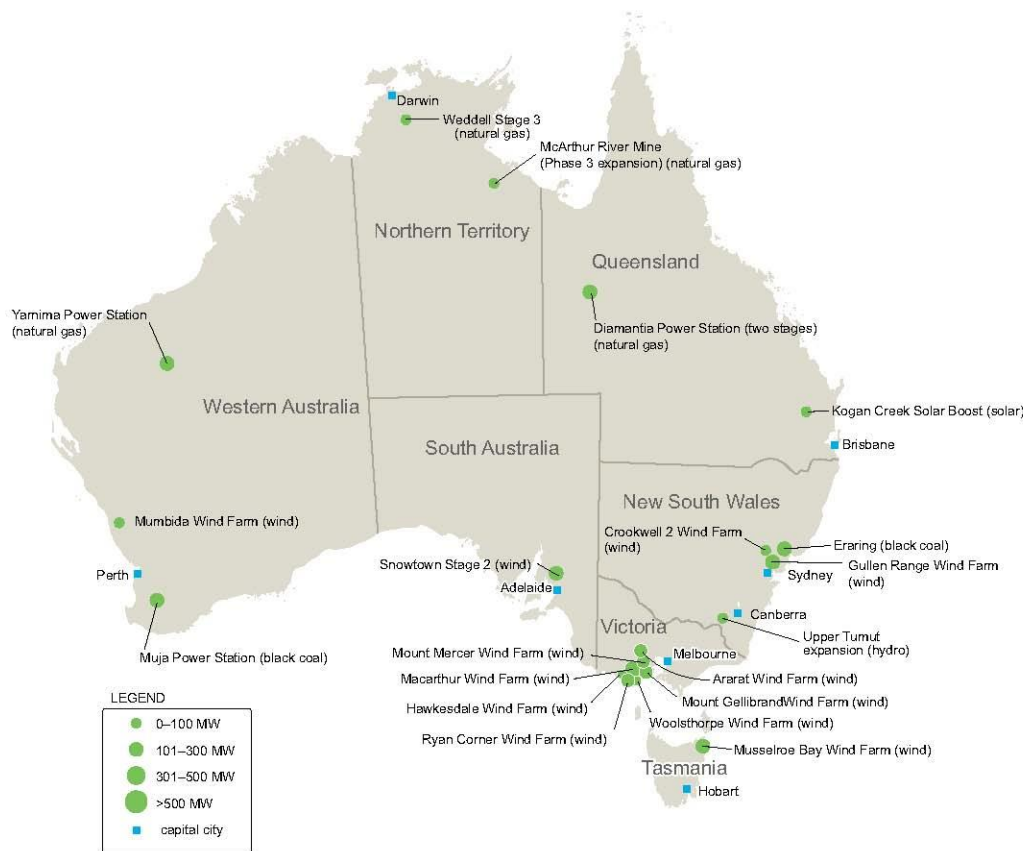 Darwin
Weddell Stage 3
(natural gas)
McArthur River Mine
(Phase 3 expansion) (natural gas)
Northern Territory
Queensland
Yarnima Power Station
(natural gas)
Diamantia Power Station (two stages)
(natural gas)
Western Australia
Kogan Creek Solar Boost (solar)
South Australia
Brisbane
New South Wales
Mumbida Wind Farm (wind)
Crookwell 2 Wind Farm
(wind)
Eraring (black coal)
Gullen Range Wind Farm
(wind)
Snowtown Stage 2 (wind)
Perth
Sydney
Adelaide
Canberra
Victoria
Upper Tumut
expansion (hydro)
Muja Power Station (black coal)
Mount Mercer Wind Farm (wind)
Melbourne
Macarthur Wind Farm (wind)
Ararat Wind Farm (wind)
Hawkesdale Wind Farm (wind)
Mount GellibrandWind Farm (wind)
Woolsthorpe Wind Farm (wind)
Ryan Corner Wind Farm (wind)
Musselroe Bay Wind Farm (wind)
Tasmania
Hobart
LEGEND
0–100 MW
101–300 MW
301–500 MW
>500 MW
capital city